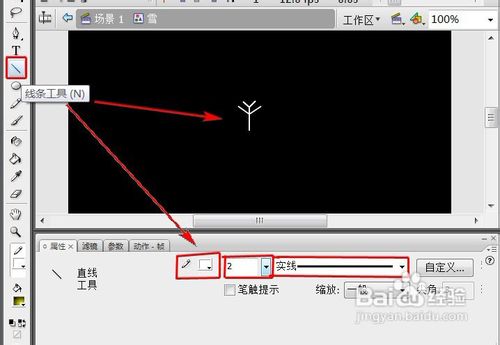 场景 1 雪 工作区 100%
T
线条工具 (N)
属性 滤镜 参数 动作 - 帧
直线
工具
2 实线 自定义...
笔触提示 缩放: 一般
Baidu 经验
jingyan.baidu.com